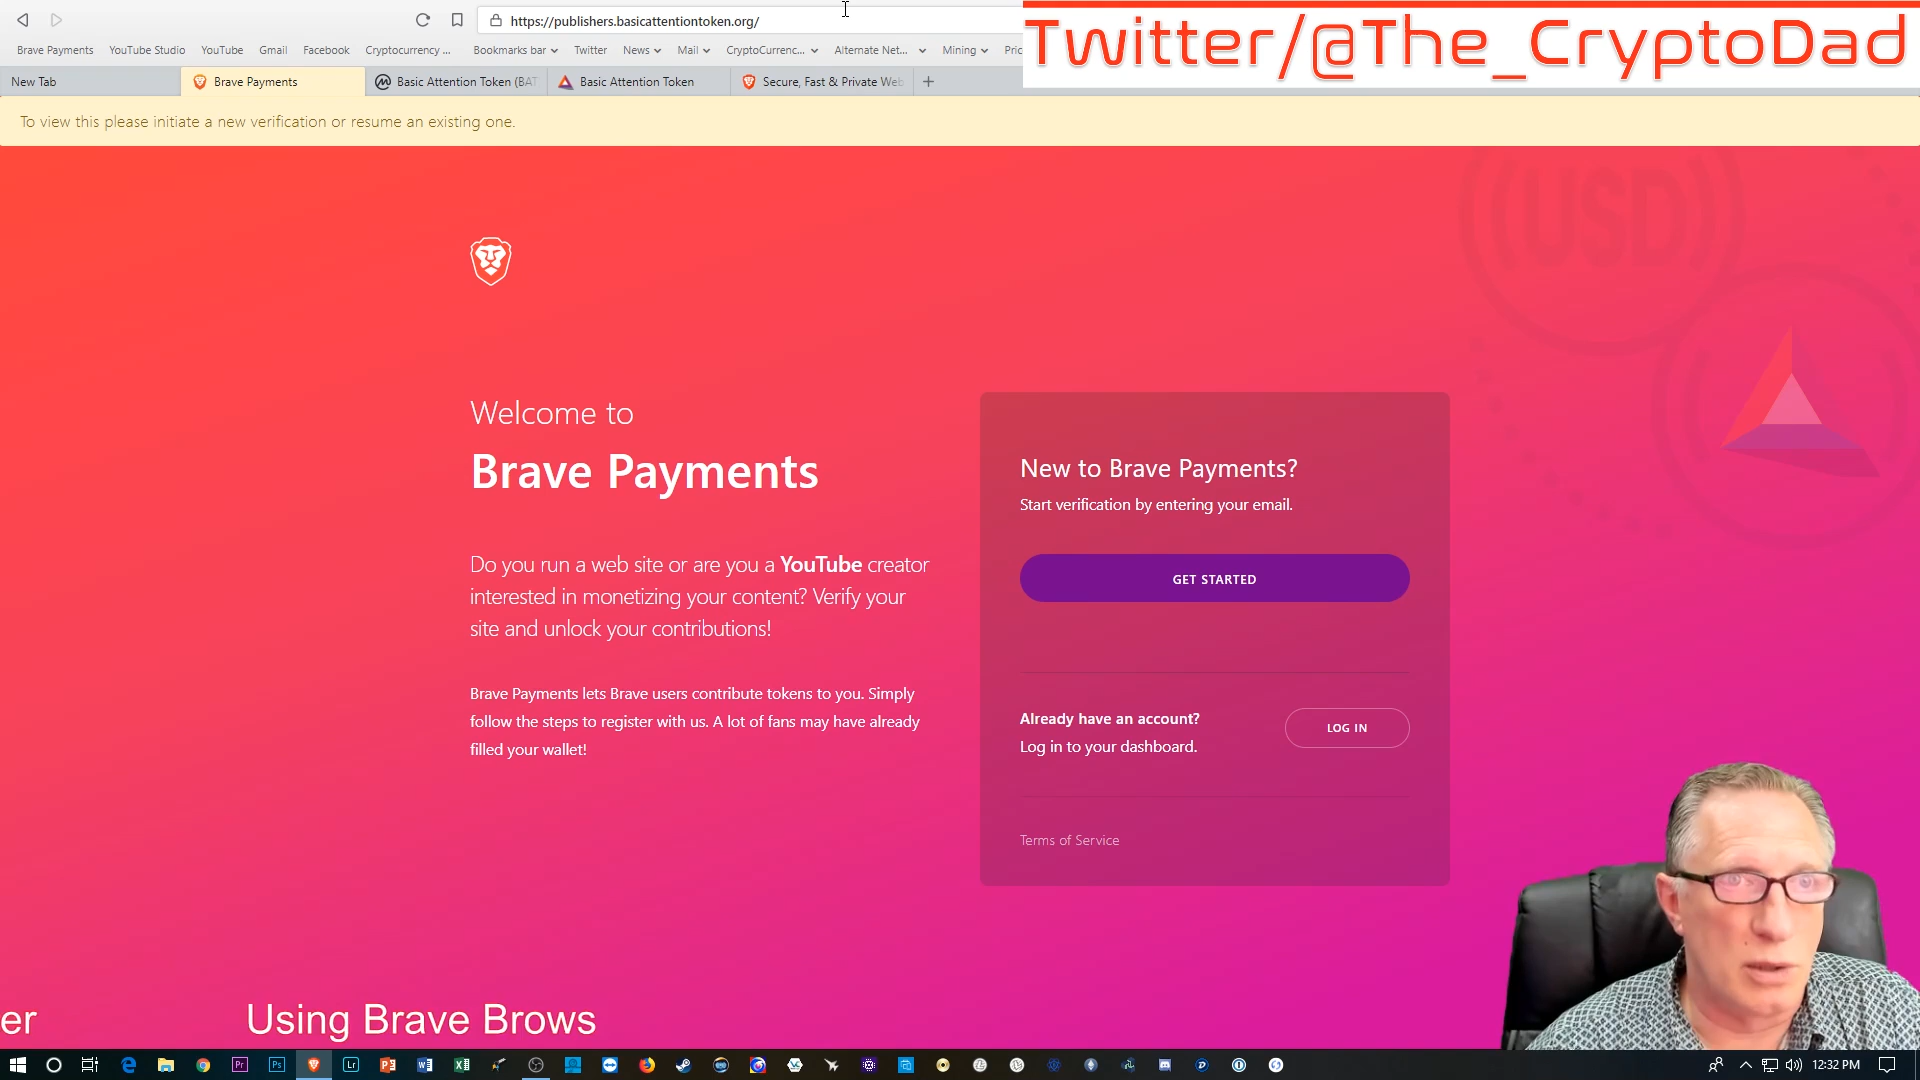 https://publishers.basicattentiontoken.org/
Twitter/@The_CryptoDad
Brave Payments YouTube Studio YouTube Gmail Facebook Cryptocurrency ... Bookmarks bar Twitter News Mail CryptoCurrenc... Alternate Net... Mining Pric
New Tab Brave Payments Basic Attention Token (BAT Basic Attention Token Secure, Fast & Private Web
To view this please initiate a new verification or resume an existing one.
(USD)
Welcome to
Brave Payments
Do you run a web site or are you a YouTube creator
interested in monetizing your content? Verify your
site and unlock your contributions!
Brave Payments lets Brave users contribute tokens to you. Simply
follow the steps to register with us. A lot of fans may have already
filled your wallet!
New to Brave Payments?
Start verification by entering your email.
GET STARTED
Already have an account?
Log in to your dashboard.
LOG IN
Terms of Service
er Using Brave Brows
Pr Ps Lr
12:32 PM